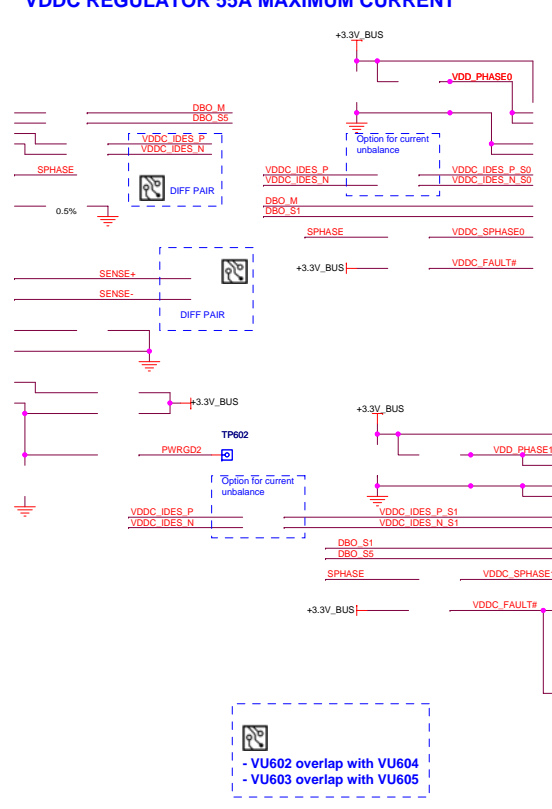 VDDC REGULATOR 55A MAXIMUM CURRENT
+3.3V_BUS
VDD_PHASE0
DBO_M
DBO_S5
VDDC_IDES_P
VDDC_IDES_N
DIFF PAIR
SPHASE
0.5%
Option for current
unbalance
VDDC_IDES_P
VDDC_IDES_N
VDDC_IDES_P_S0
VDDC_IDES_N_S0
DBO_M
DBO_S1
SPHASE
VDDC_SPHASE0
+3.3V_BUS
VDDC_FAULT#
SENSE+
SENSE-
DIFF PAIR
+3.3V_BUS
TP602
PWRGD2
+3.3V_BUS
VDD_PHASE1
Option for current
unbalance
VDDC_IDES_P
VDDC_IDES_N
VDDC_IDES_P_S1
VDDC_IDES_N_S1
DBO_S1
DBO_S5
SPHASE
VDDC_SPHASE1
+3.3V_BUS
VDDC_FAULT#
- VU602 overlap with VU604
- VU603 overlap with VU605